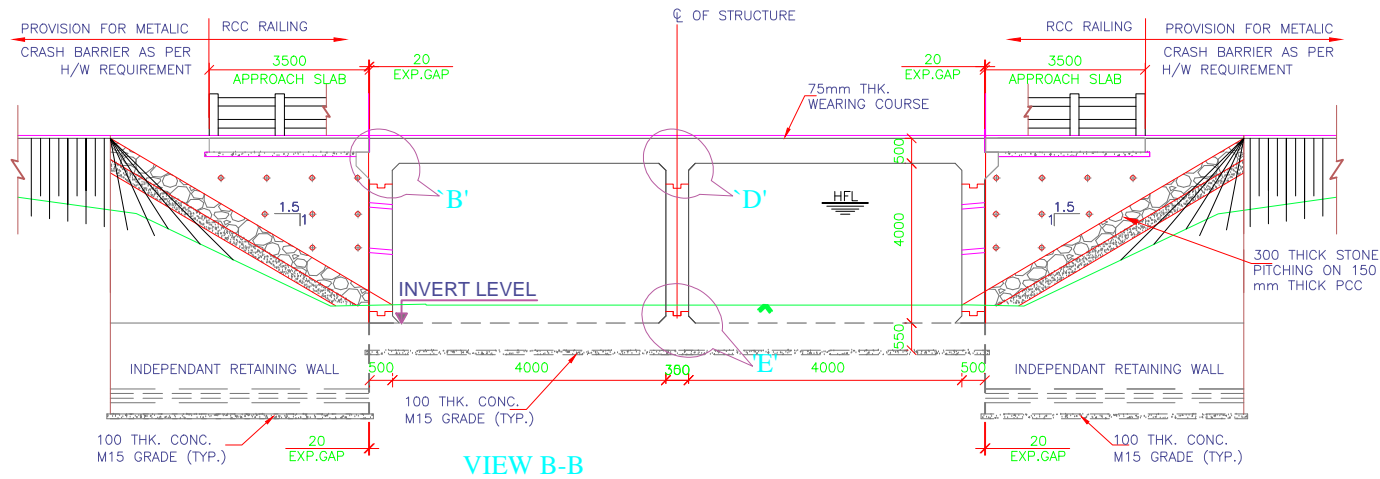 ℄ OF STRUCTURE
PROVISION FOR METALIC
CRASH BARRIER AS PER
H/W REQUIREMENT
RCC RAILING
3500
APPROACH SLAB
20
EXP.GAP
75mm THK.
WEARING COURSE
20
EXP.GAP
RCC RAILING
3500
APPROACH SLAB
PROVISION FOR METALIC
CRASH BARRIER AS PER
H/W REQUIREMENT
500
`B'
`D'
HFL
4000
1.5
1
1.5
1
300 THICK STONE
PITCHING ON 150
mm THICK PCC
INVERT LEVEL
550
'E'
INDEPENDANT RETAINING WALL
500
4000
4000
500
INDEPENDANT RETAINING WALL
100 THK. CONC.
M15 GRADE (TYP.)
100 THK. CONC.
M15 GRADE (TYP.)
20
EXP.GAP
20
EXP.GAP
100 THK. CONC.
M15 GRADE (TYP.)
VIEW B-B